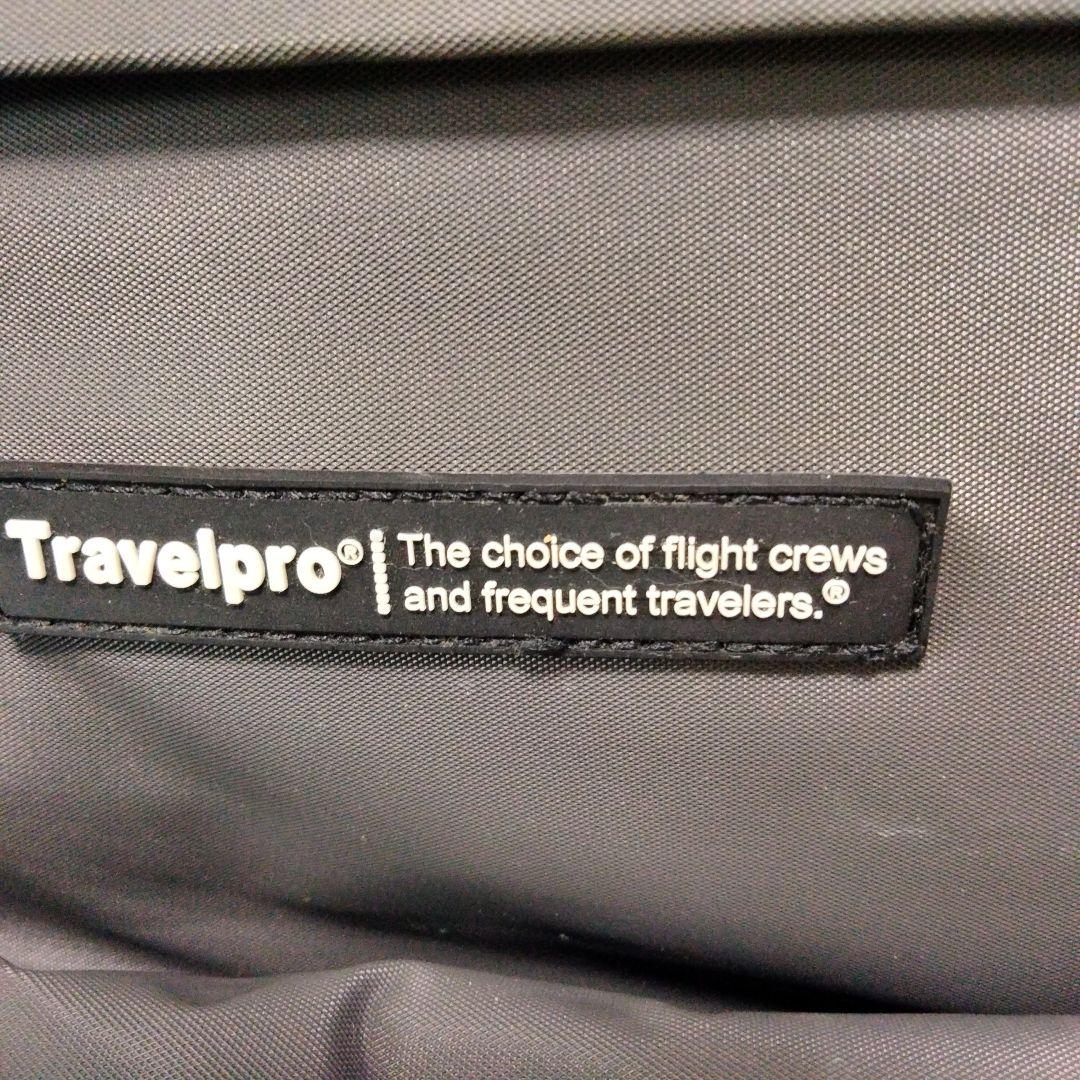 Travelpro®
The choice of flight crews
and frequent travelers.®